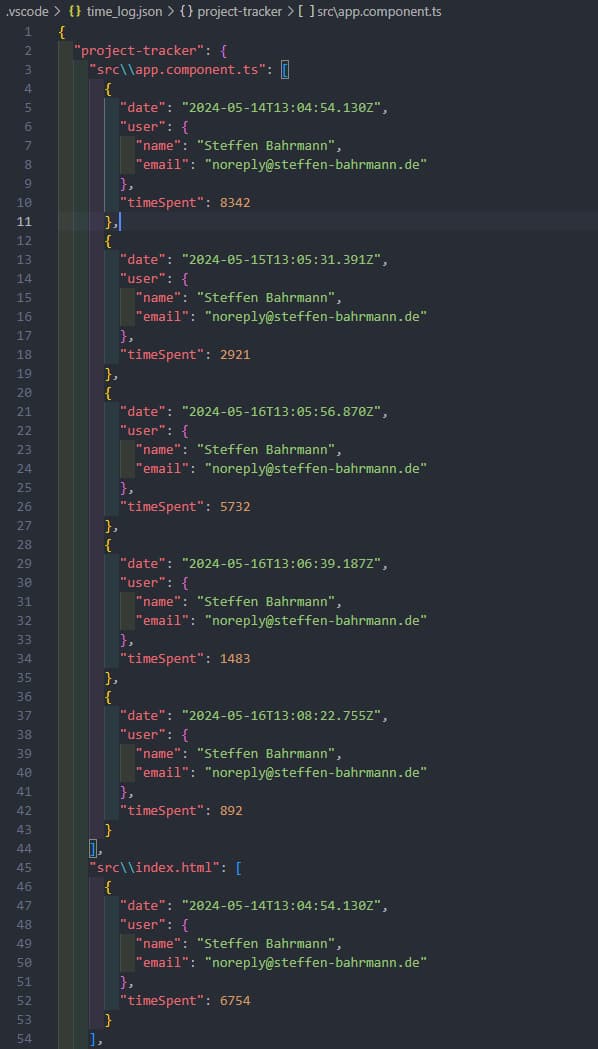 .vscode > {} time_log.json > {} project-tracker > [ ] src\app.component.ts
1 {
2 "project-tracker": {
3 "src\\app.component.ts": [
4 {
5 "date": "2024-05-14T13:04:54.130Z",
6 "user": {
7 "name": "Steffen Bahrmann",
8 "email": "noreply@steffen-bahrmann.de"
9 },
10 "timeSpent": 8342
11 },
12 {
13 "date": "2024-05-15T13:05:31.391Z",
14 "user": {
15 "name": "Steffen Bahrmann",
16 "email": "noreply@steffen-bahrmann.de"
17 },
18 "timeSpent": 2921
19 },
20 {
21 "date": "2024-05-16T13:05:56.870Z",
22 "user": {
23 "name": "Steffen Bahrmann",
24 "email": "noreply@steffen-bahrmann.de"
25 },
26 "timeSpent": 5732
27 },
28 {
29 "date": "2024-05-16T13:06:39.187Z",
30 "user": {
31 "name": "Steffen Bahrmann",
32 "email": "noreply@steffen-bahrmann.de"
33 },
34 "timeSpent": 1483
35 },
36 {
37 "date": "2024-05-16T13:08:22.755Z",
38 "user": {
39 "name": "Steffen Bahrmann",
40 "email": "noreply@steffen-bahrmann.de"
41 },
42 "timeSpent": 892
43 }
44 ],
45 "src\\index.html": [
46 {
47 "date": "2024-05-14T13:04:54.130Z",
48 "user": {
49 "name": "Steffen Bahrmann",
50 "email": "noreply@steffen-bahrmann.de"
51 },
52 "timeSpent": 6754
53 }
54 ],